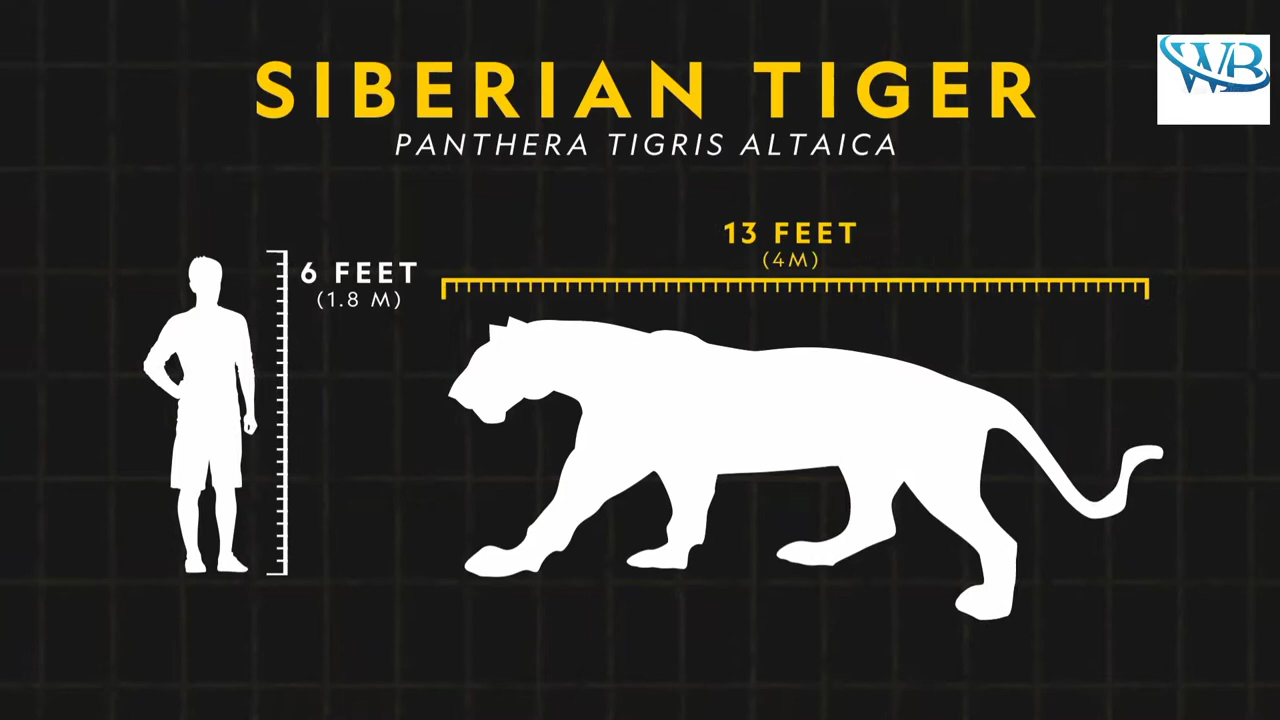 SIBERIAN TIGER
PANTHERA TIGRIS ALTAICA
WB
13 FEET
(4M)
6 FEET
(1.8 M)